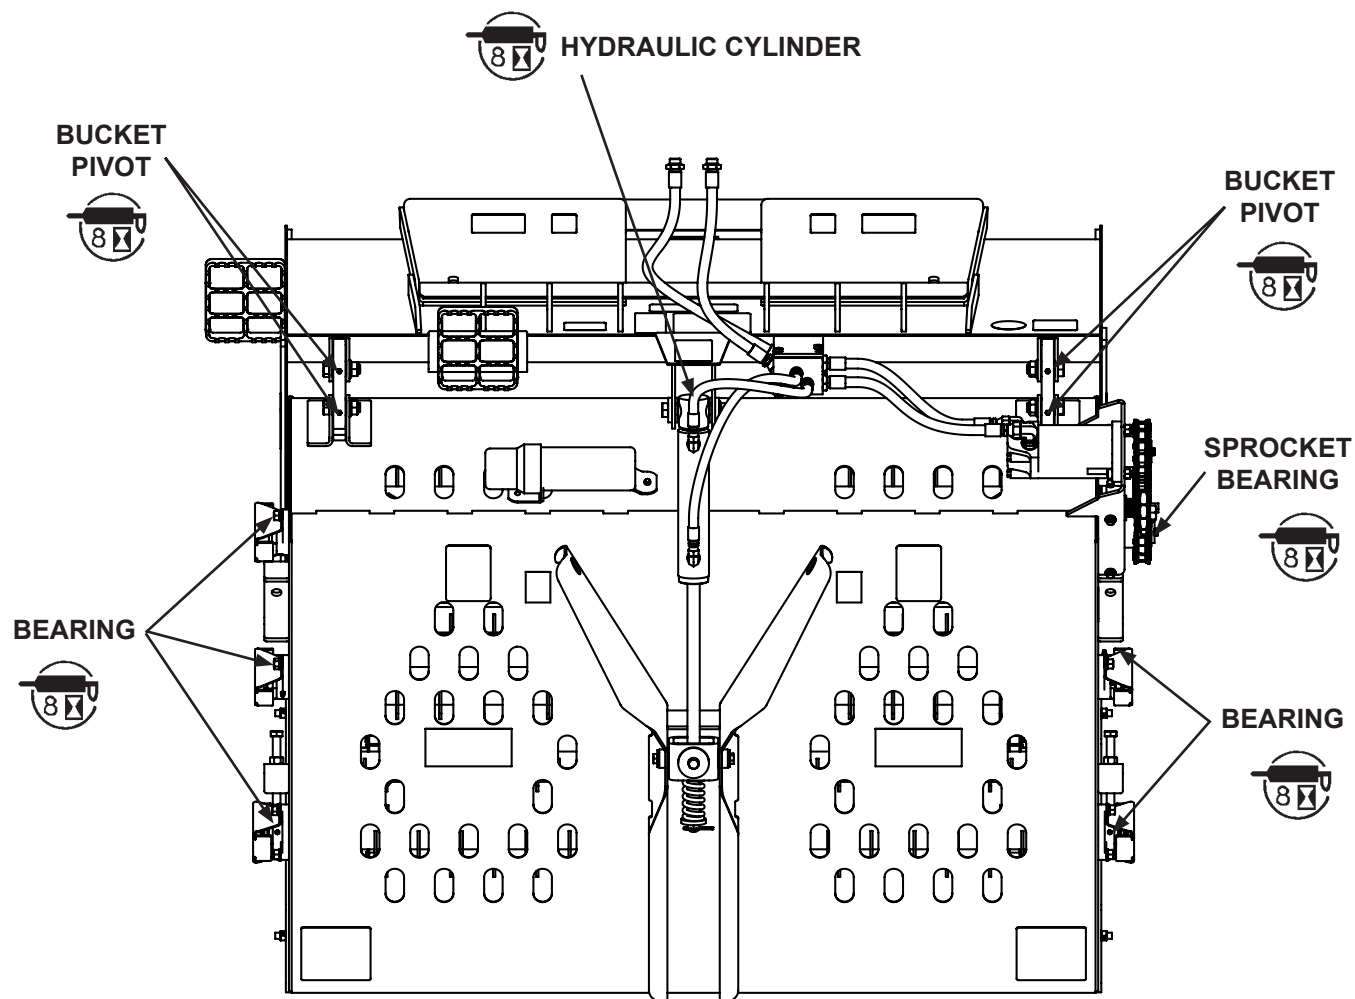 8
HYDRAULIC CYLINDER
BUCKET
PIVOT
8
BUCKET
PIVOT
8
SPROCKET
BEARING
8
BEARING
8
BEARING
8